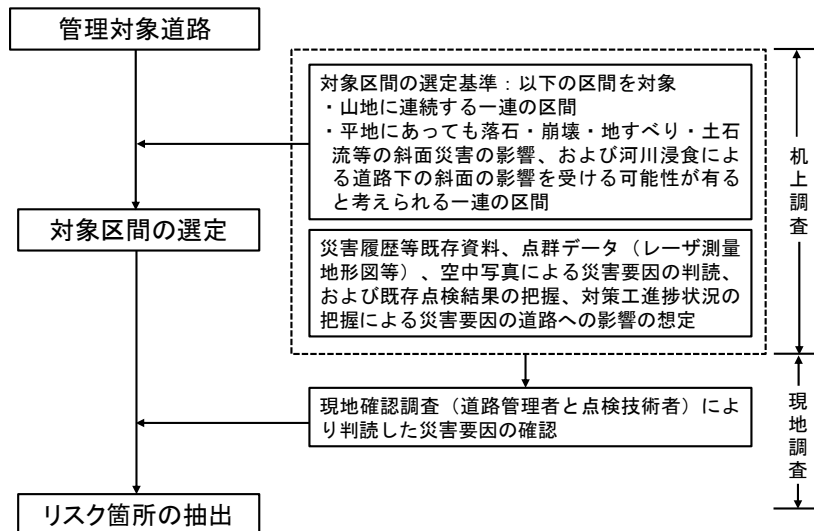 管理対象道路
対象区間の選定基準：以下の区間を対象
・山地に連続する一連の区間
・平地にあっても落石・崩壊・地すべり・土石
流等の斜面災害の影響、および河川浸食によ
る道路下の斜面の影響を受ける可能性が有る
と考えられる一連の区間
対象区間の選定
災害履歴等既存資料、点群データ（レーザ測量
地形図等）、空中写真による災害要因の判読、
および既存点検結果の把握、対策工進捗状況の
把握による災害要因の道路への影響の想定
机上調査
現地確認調査（道路管理者と点検技術者）によ
り判読した災害要因の確認
現地調査
リスク箇所の抽出